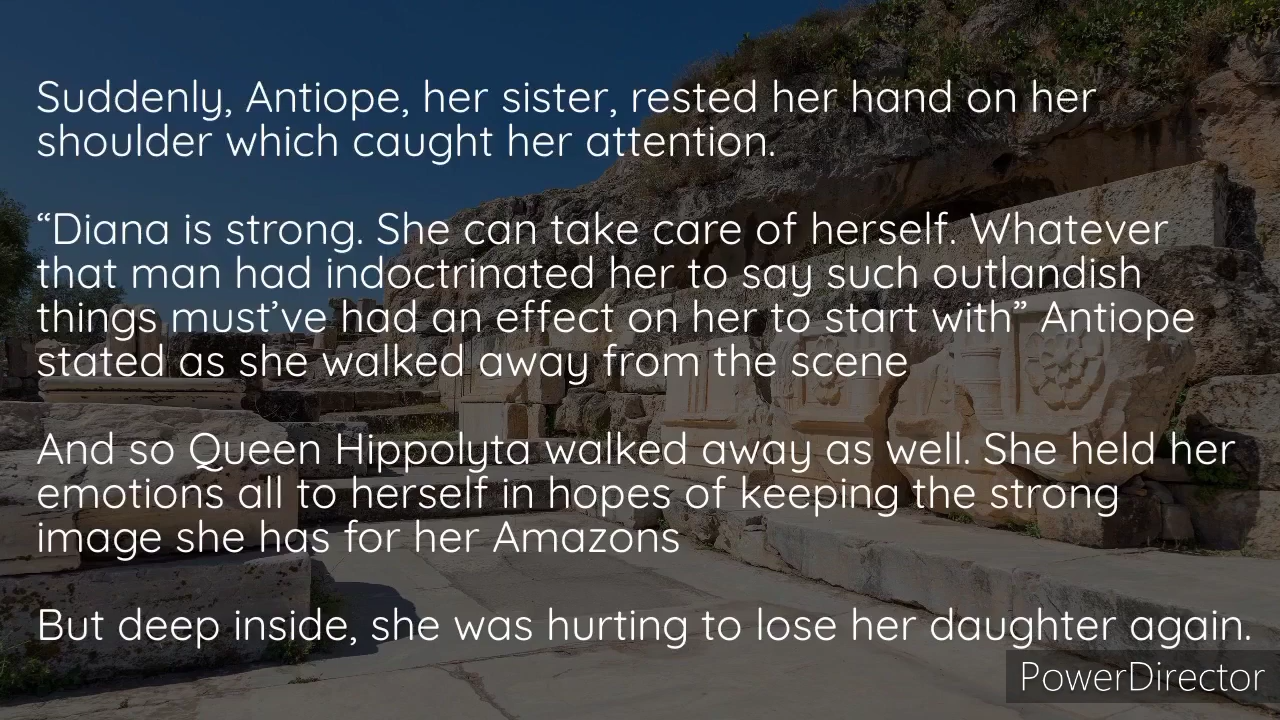 Suddenly, Antiope, her sister, rested her hand on her
shoulder which caught her attention.
“Diana is strong. She can take care of herself. Whatever
that man had indoctrinated her to say such outlandish
things must’ve had an effect on her to start with” Antiope
stated as she walked away from the scene
And so Queen Hippolyta walked away as well. She held her
emotions all to herself in hopes of keeping the strong
image she has for her Amazons
But deep inside, she was hurting to lose her daughter again.
PowerDirector